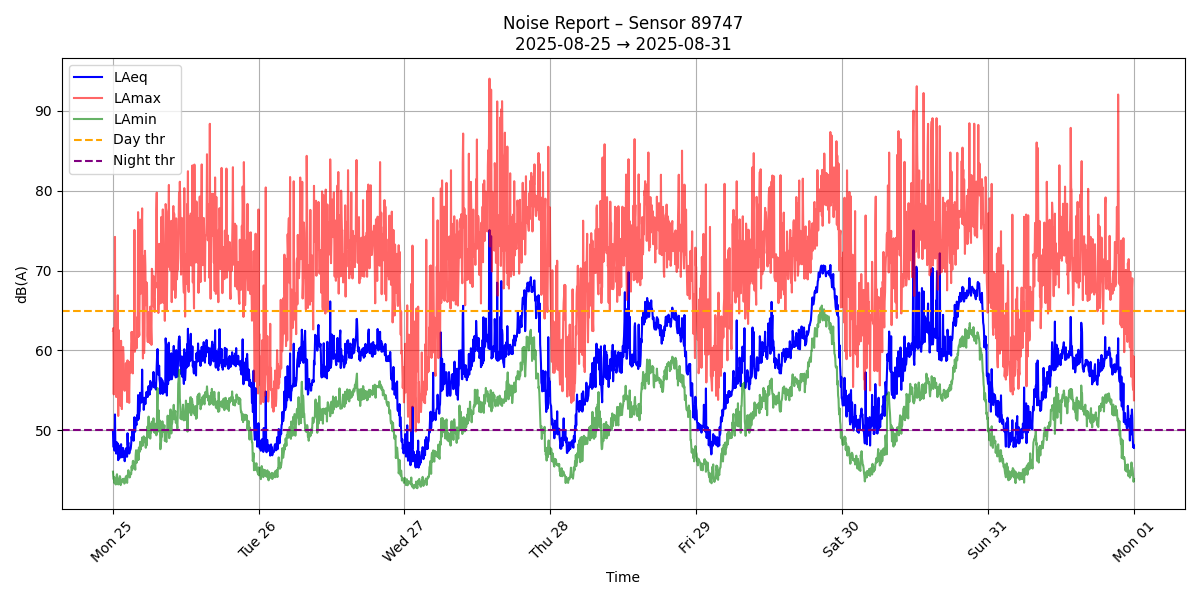 Noise Report – Sensor 89747
2025-08-25 → 2025-08-31
LAeq
LAmax
LAmin
Day thr
Night thr
dB(A)
90
80
70
60
50
Mon 25
Tue 26
Wed 27
Thu 28
Fri 29
Sat 30
Sun 31
Mon 01
Time